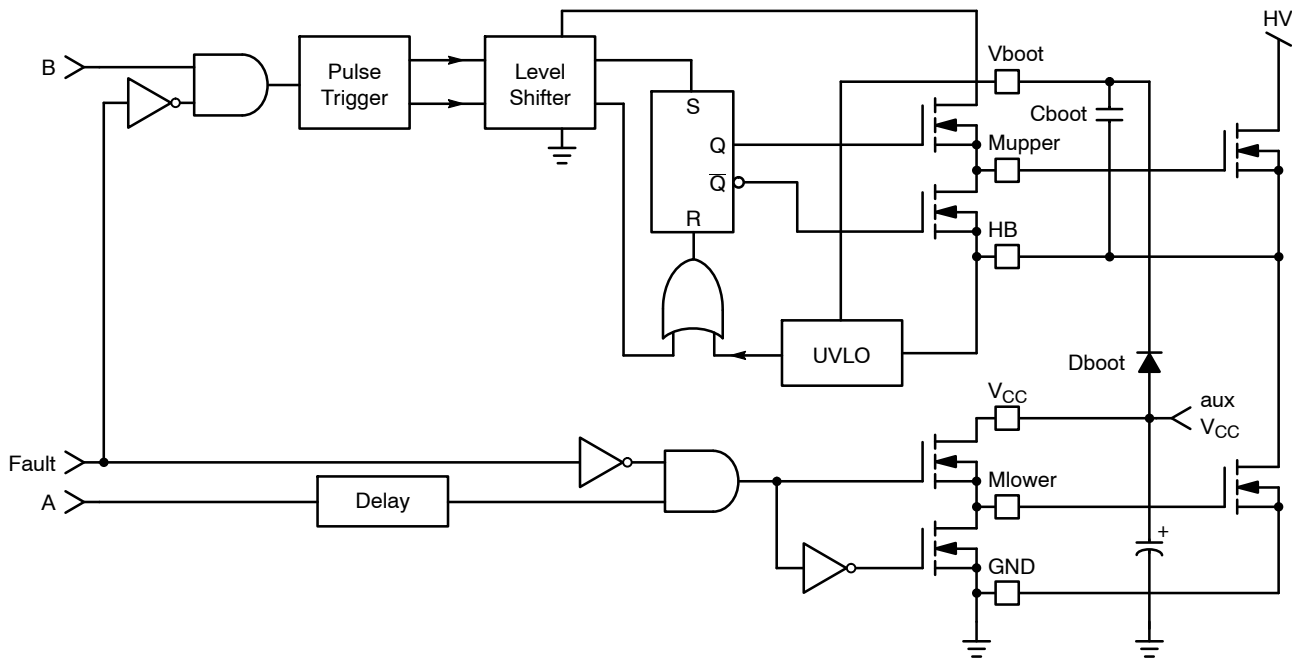 HV
B
Pulse
Trigger
Level
Shifter
Vboot
Cboot
S
Q
Mupper
Q
R
HB
UVLO
Dboot
VCC
aux
VCC
Fault
A
Delay
Mlower
+
GND